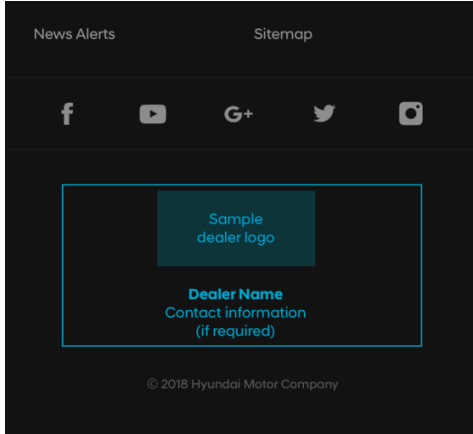 News Alerts
Sitemap
G+
Sample
dealer logo
Dealer Name
Contact information
(if required)
© 2018 Hyundai Motor Company